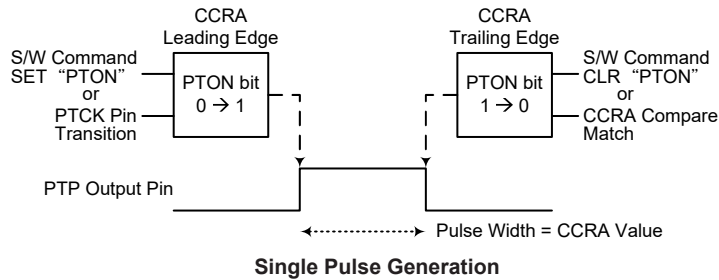 CCRA
Leading Edge
CCRA
Trailing Edge
S/W Command
SET “PTON”
or
PTCK Pin
Transition
PTON bit
0 → 1
PTON bit
1 → 0
S/W Command
CLR “PTON”
or
CCRA Compare
Match
PTP Output Pin
Pulse Width = CCRA Value
Single Pulse Generation